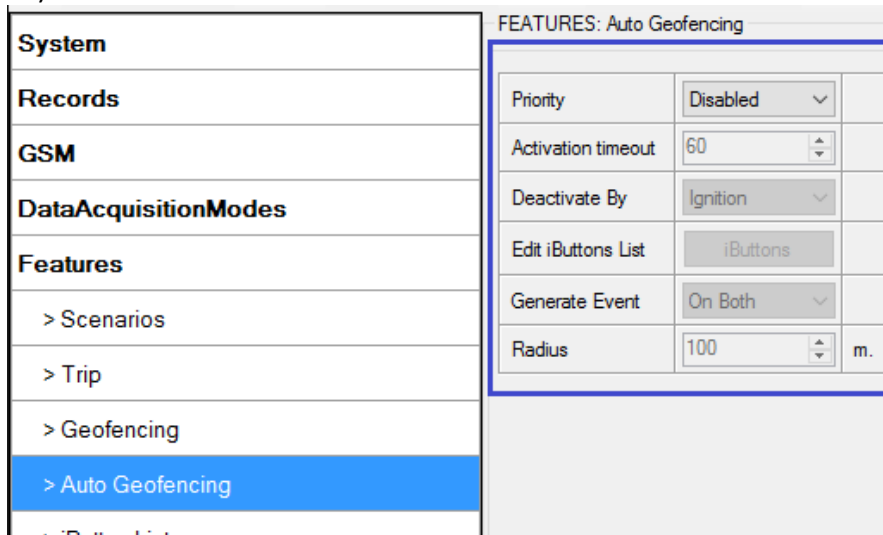 System
Records
GSM
DataAcquisitionModes
Features
> Scenarios
> Trip
> Geofencing
> Auto Geofencing
FEATURES: Auto Geofencing
Priority Disabled
Activation timeout 60
Deactivate By Ignition
Edit iButtons List iButtons
Generate Event On Both
Radius 100 m.